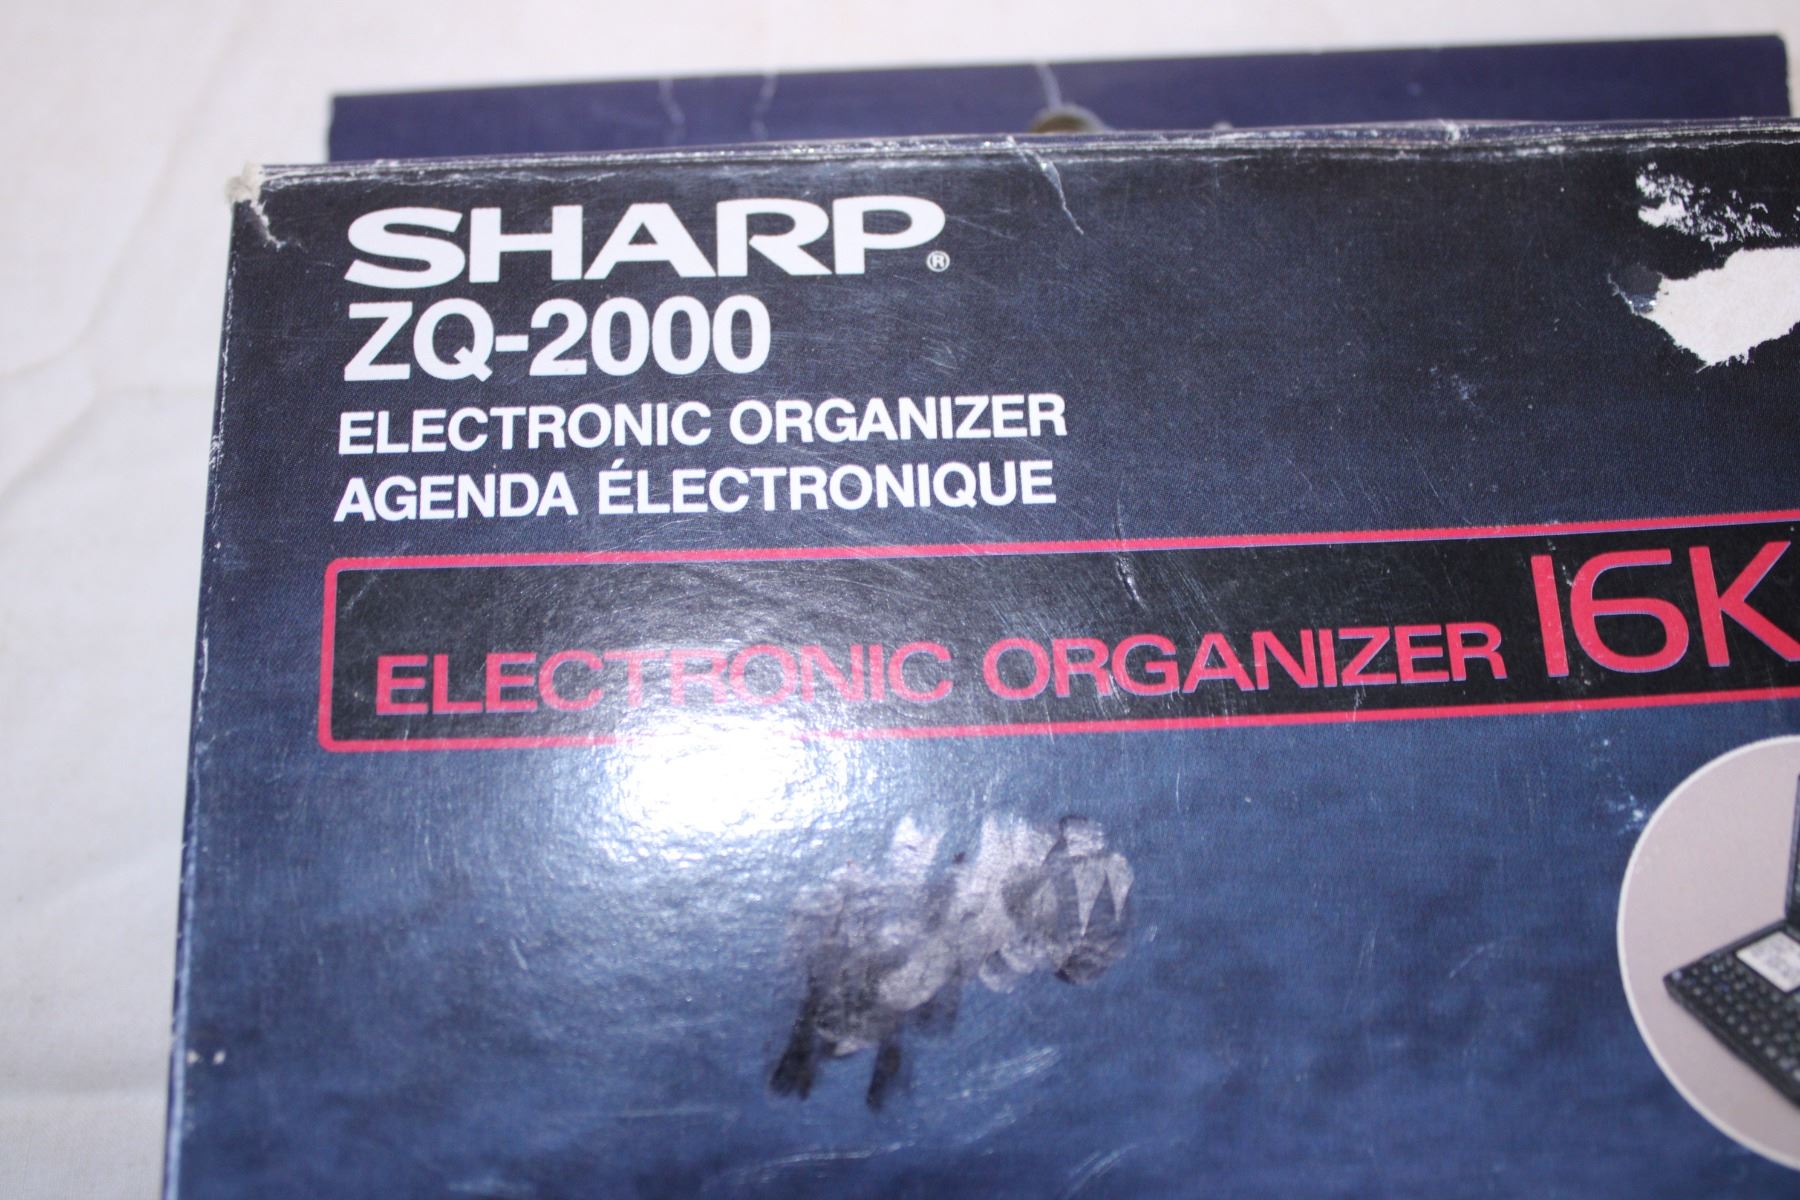 SHARP®
ZQ-2000
ELECTRONIC ORGANIZER
AGENDA ÉLECTRONIQUE
ELECTRONIC ORGANIZER 16K